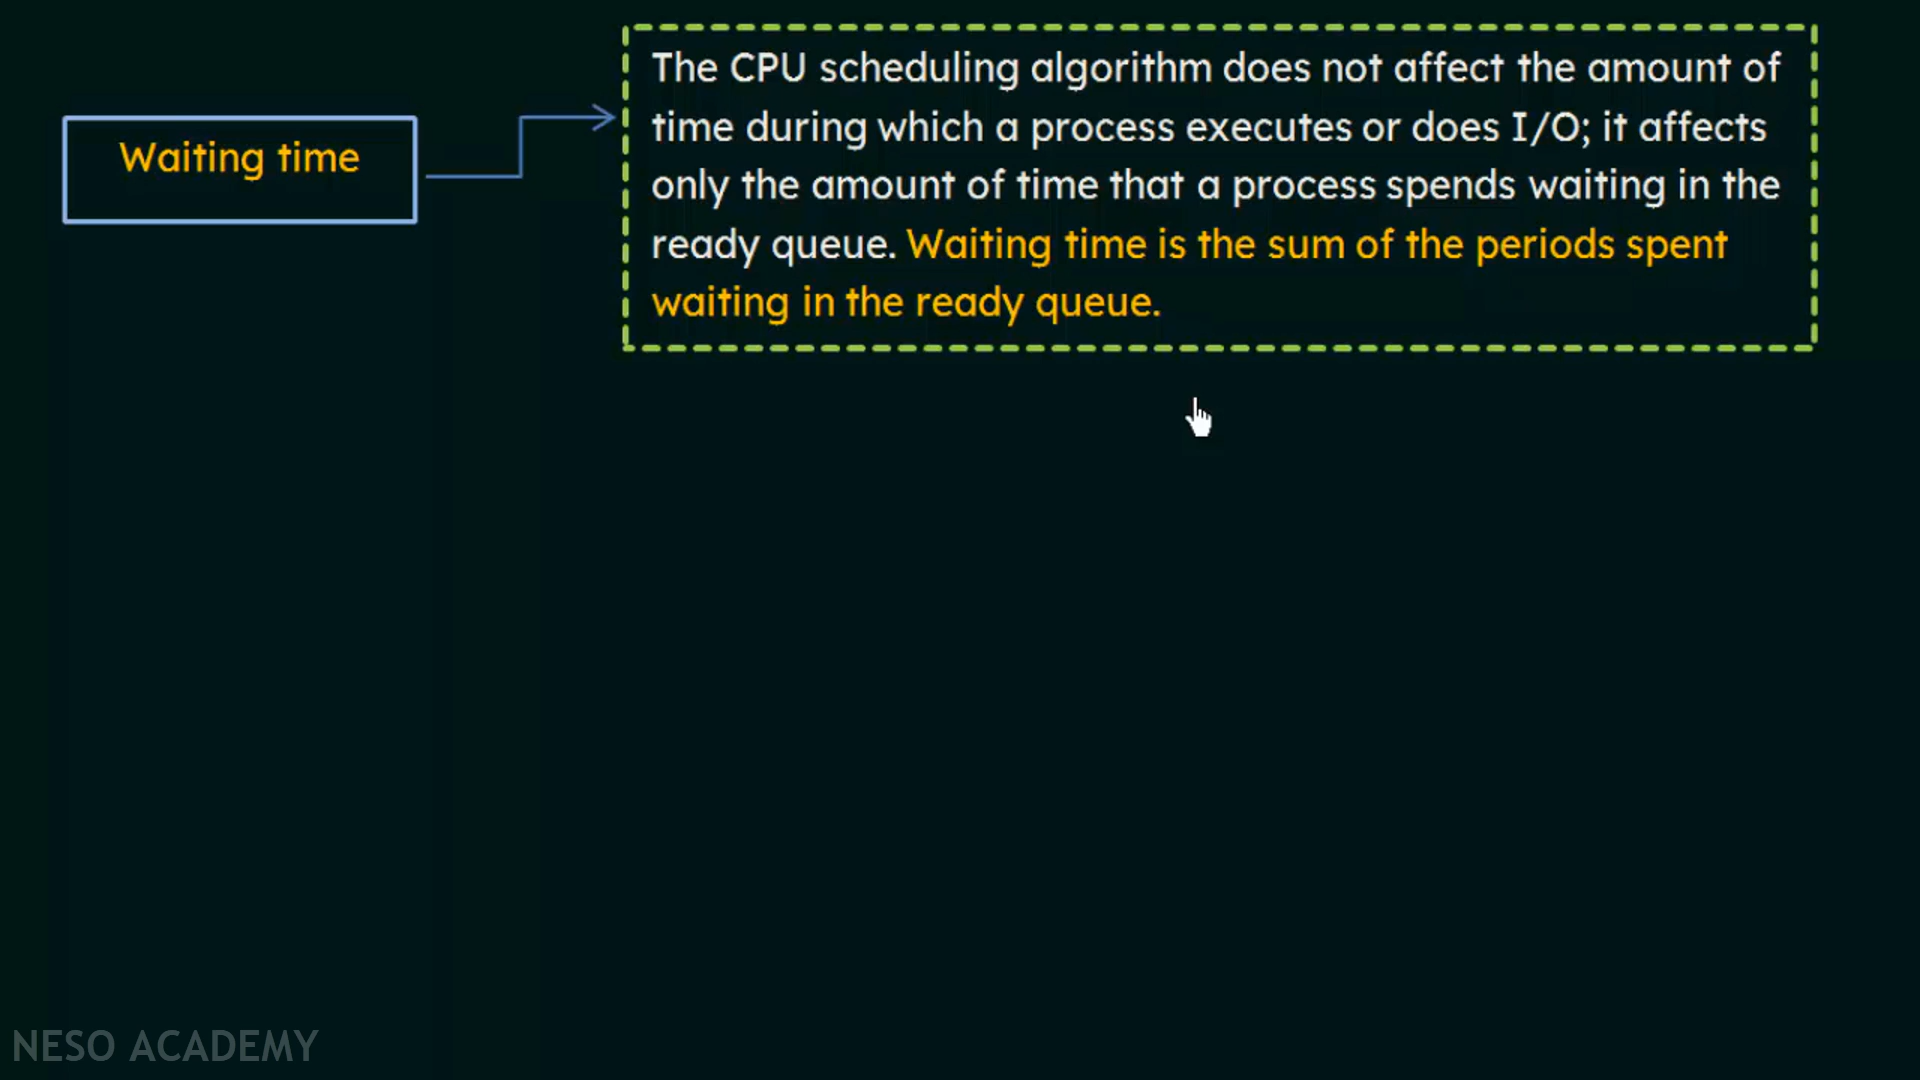 Waiting time
The CPU scheduling algorithm does not affect the amount of
time during which a process executes or does I/O; it affects
only the amount of time that a process spends waiting in the
ready queue. Waiting time is the sum of the periods spent
waiting in the ready queue.
NESO ACADEMY